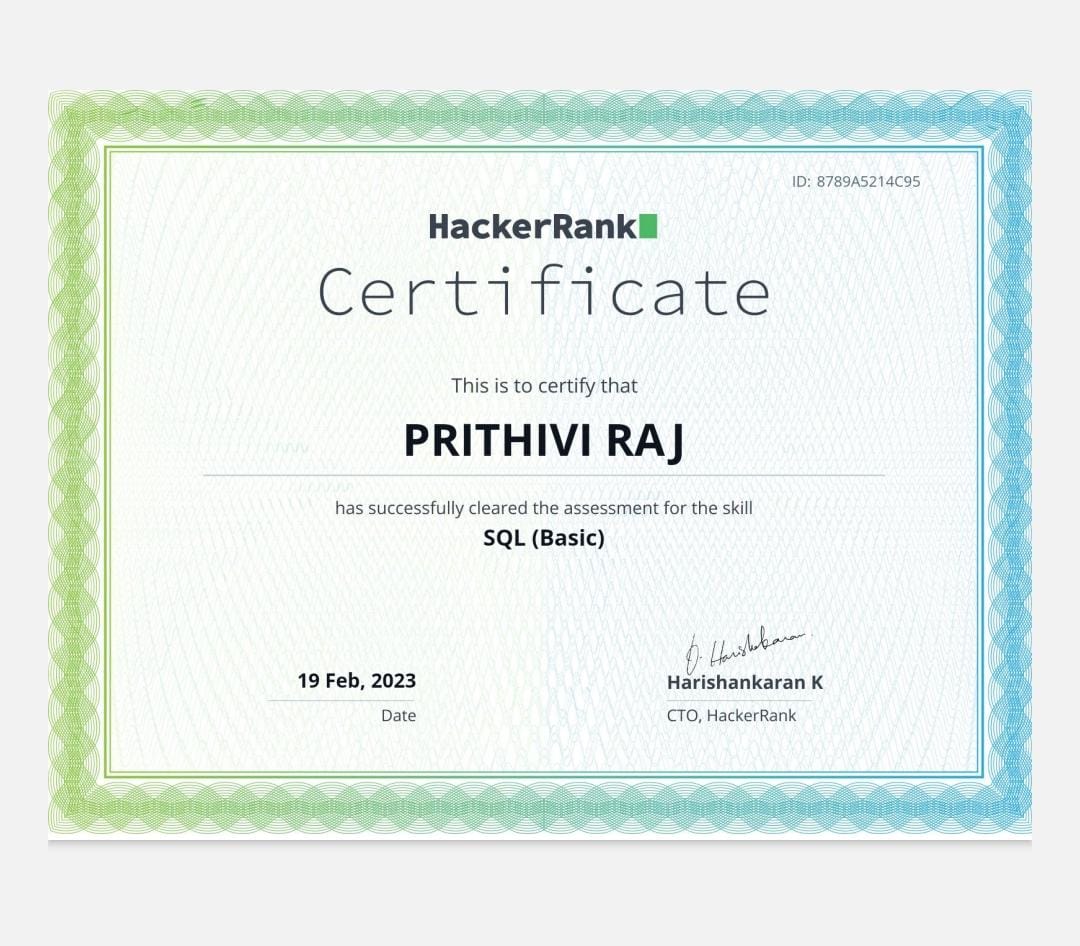 ID: 8789A5214C95
HackerRank
Certificate
This is to certify that
PRITHIVI RAJ
has successfully cleared the assessment for the skill
SQL (Basic)
19 Feb, 2023
Date
Harishankaran K
CTO, HackerRank